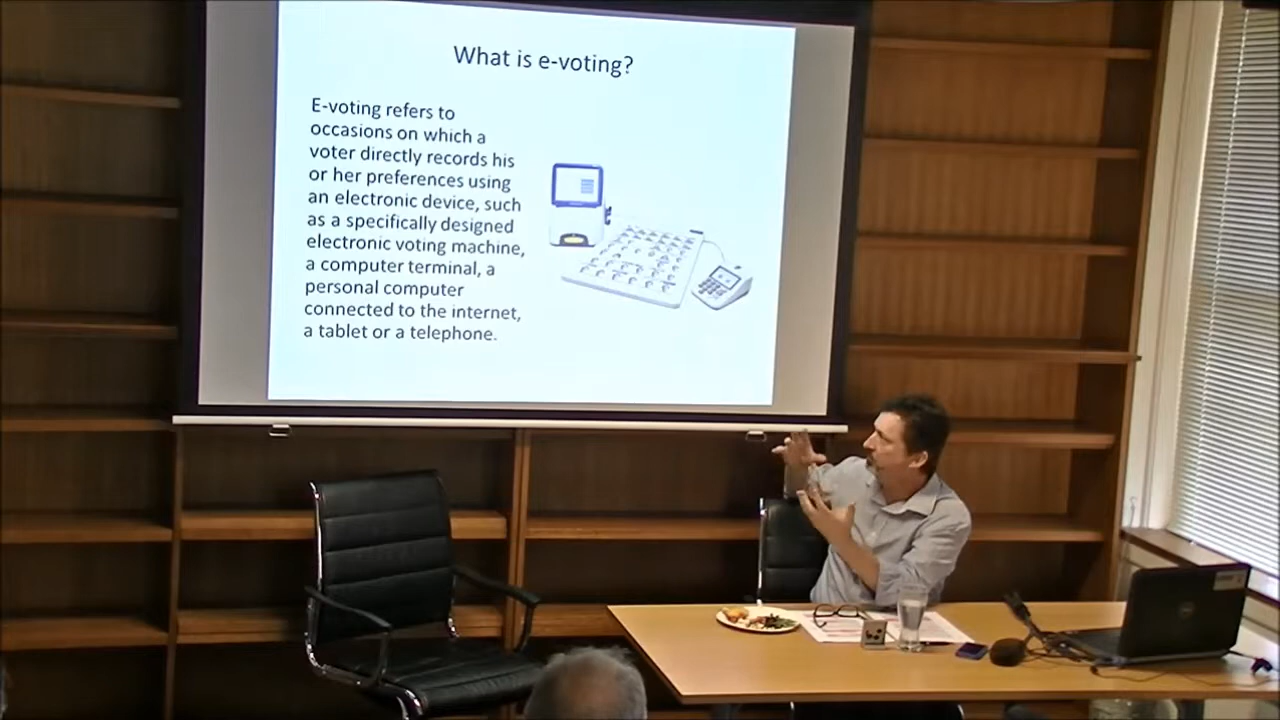 What is e-voting?
E-voting refers to
occasions on which a
voter directly records his
or her preferences using
an electronic device, such
as a specifically designed
electronic voting machine,
a computer terminal, a
personal computer
connected to the internet,
a tablet or a telephone.